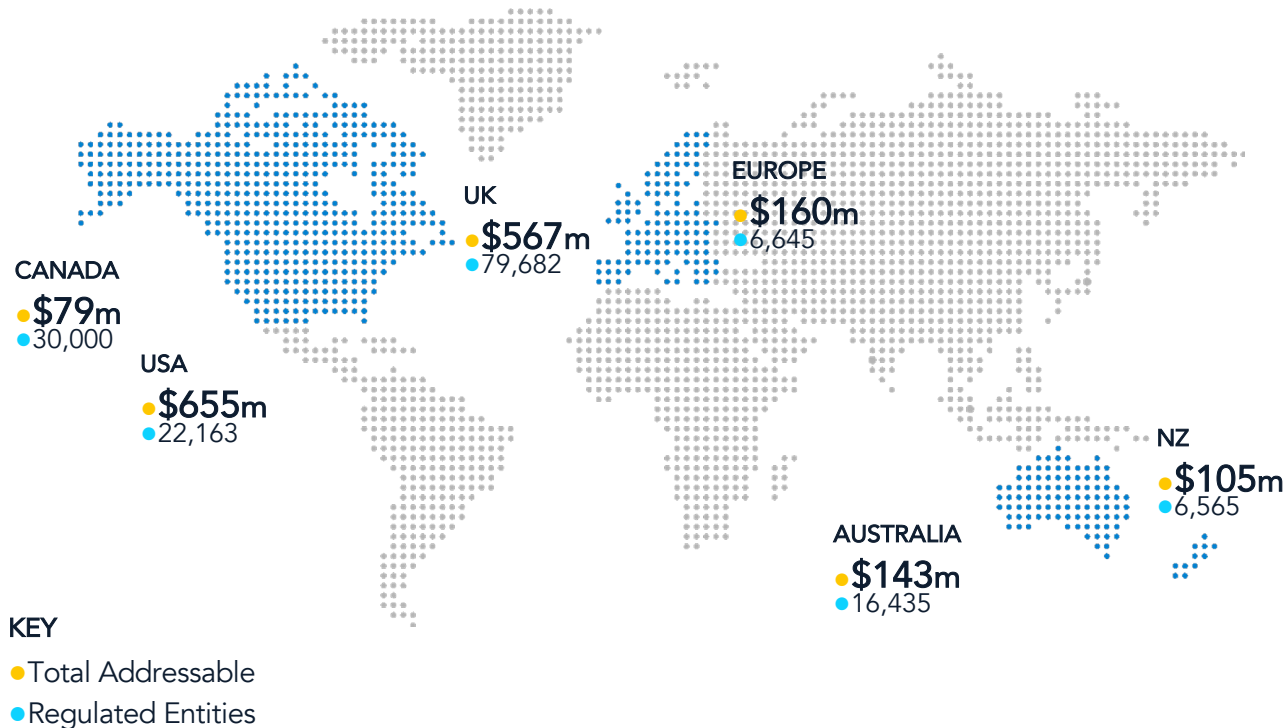 EUROPE
$160m
6,645
UK
$567m
79,682
CANADA
$79m
30,000
USA
$655m
22,163
NZ
$105m
6,565
AUSTRALIA
$143m
16,435
KEY
Total Addressable
Regulated Entities